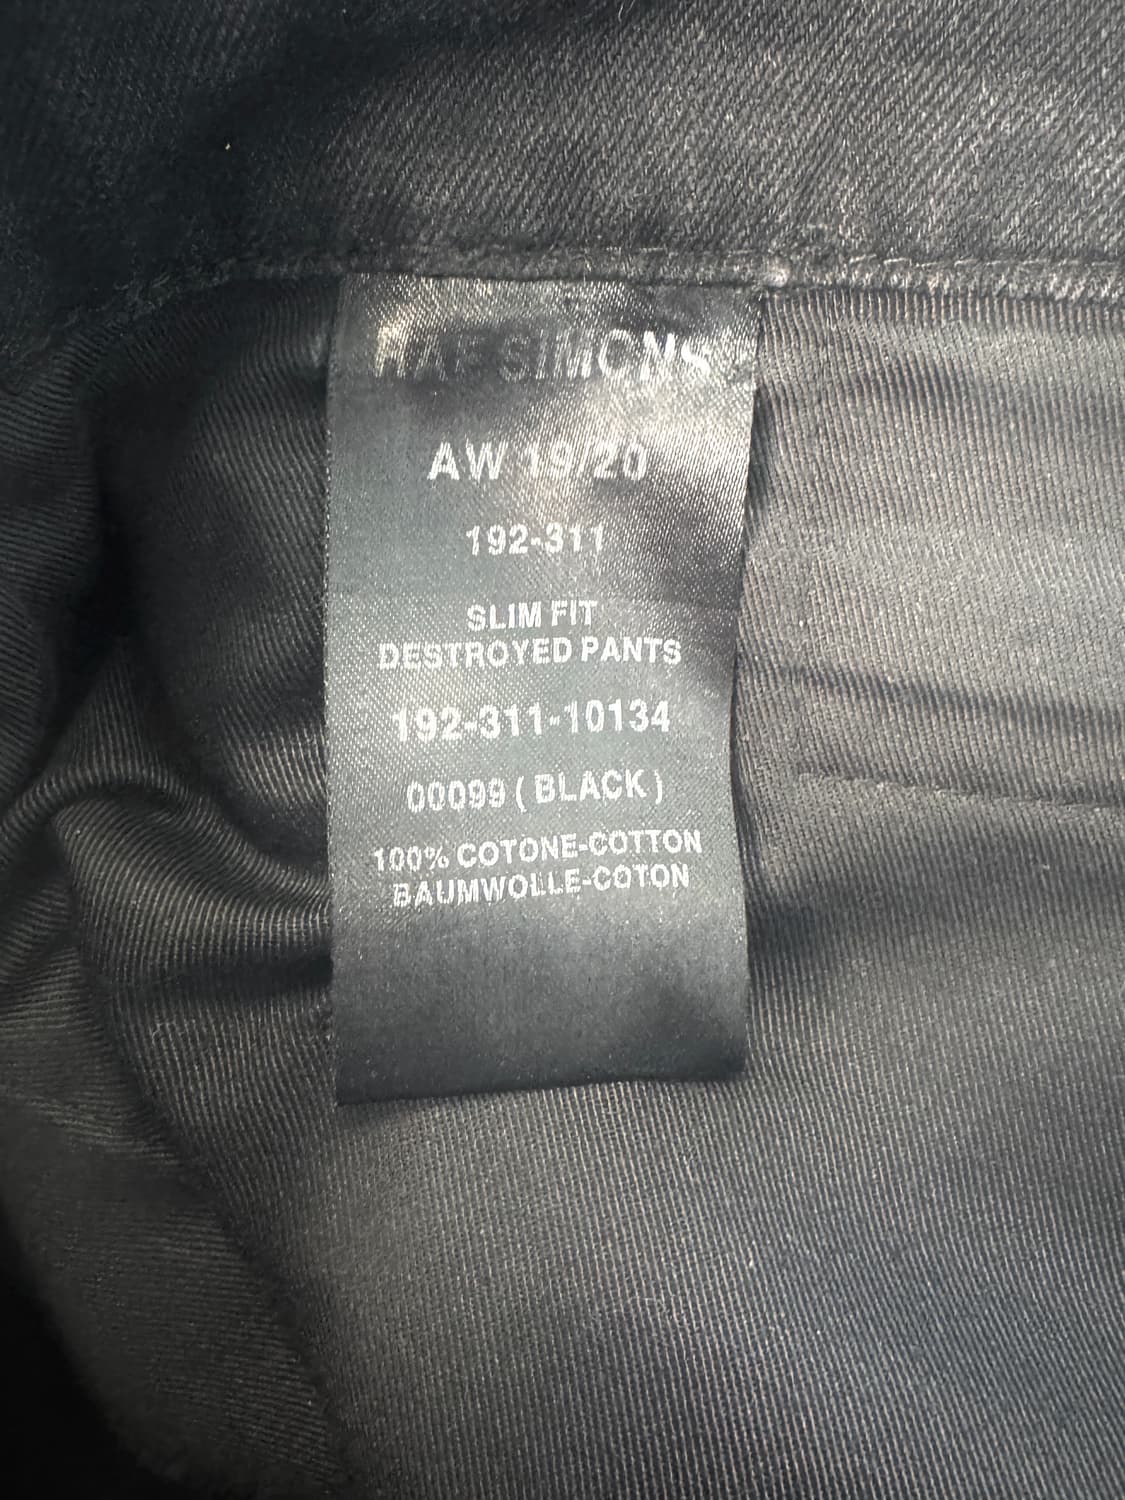 RAF SIMONS
AW 19/20
192-311
SLIM FIT
DESTROYED PANTS
192-311-10134
00099 ( BLACK )
100% COTONE-COTTON
BAUMWOLLE-COTON